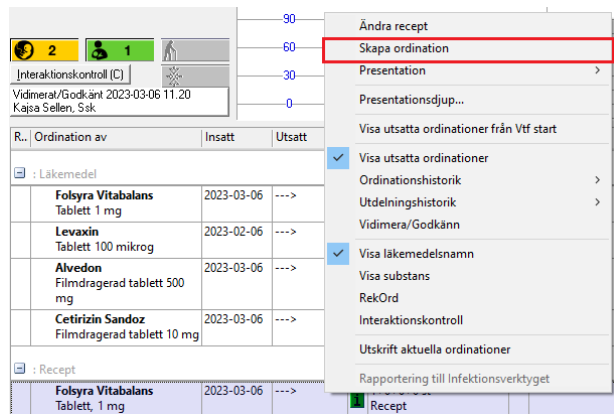 90
60
30
0
2
1
Interaktionskontroll (C)
Vidimerat/Godkänt 2023-03-06 11.20
Kajsa Sellen, Ssk
R.. Ordination av Insatt Utsatt
: Läkemedel
Folsyra Vitabalans 2023-03-06 --->
Tablett 1 mg
Levaxin 2023-02-06 --->
Tablett 100 mikrog
Alvedon 2023-03-06 --->
Filmdragerad tablett 500
mg
Cetirizin Sandoz 2023-03-06 --->
Filmdragerad tablett 10 mg
: Recept
Folsyra Vitabalans 2023-03-06 --->
Tablett, 1 mg
Recept
Ändra recept
Skapa ordination
Presentation
Presentationsdjup...
Visa utsatta ordinationer från Vtf start
Visa utsatta ordinationer
Ordinationshistorik
Utdelningshistorik
Vidimera/Godkänn
Visa läkemedelsnamn
Visa substans
RekOrd
Interaktionskontroll
Utskrift aktuella ordinationer
Rapportering till Infektionsverktyget